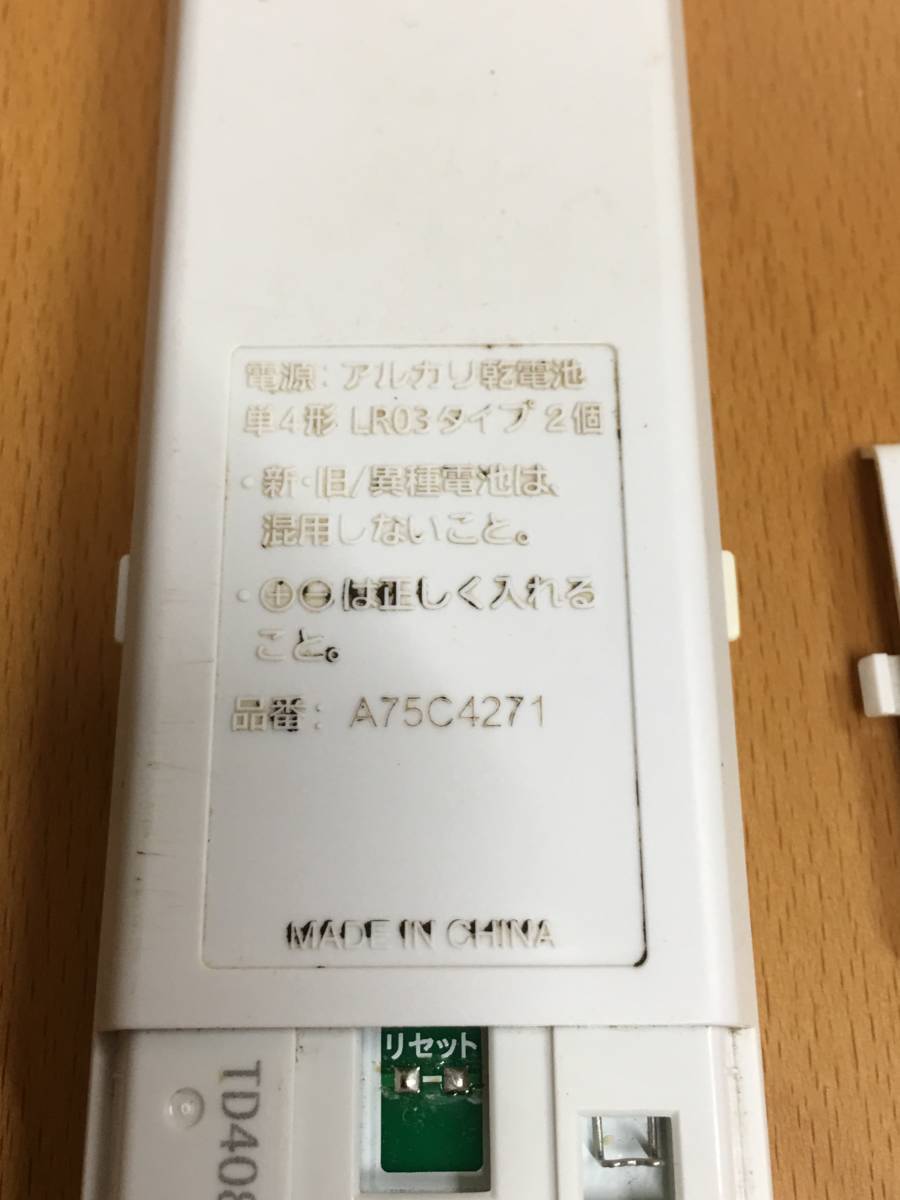 電源: アルカリ乾電池
単4形 LR03タイプ 2個
・新・旧/異種電池は
混用しないこと。
・⊕⊖は正しく入れる
こと。
品番: A75C4271
MADE IN CHINA
リセット
TD408